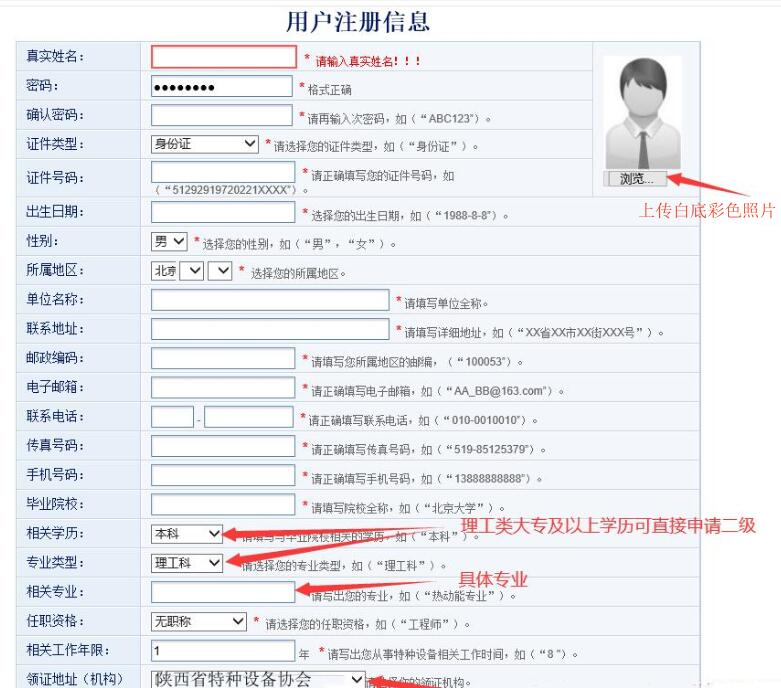 用户注册信息
真实姓名： * 请输入真实姓名！！！
密码： ●●●●●●●● * 格式正确
确认密码： * 请再输入次密码，如（“ABC123”）。
证件类型： 身份证 * 请选择您的证件类型，如（“身份证”）。
证件号码： * 请正确填写您的证件号码，如
（“51292919720221XXXX”）。
浏览...
上传白底彩色照片
出生日期： * 选择您的出生日期，如（“1988-8-8”）。
性别： 男 * 选择您的性别，如（“男”，“女”）。
所属地区： 北京 * 选择您的所属地区。
单位名称： * 请填写单位全称。
联系地址： * 请填写详细地址，如（“XX省XX市XX街XXX号”）。
邮政编码： * 请填写您所属地区的邮编，（“100053”）。
电子邮箱： * 请正确填写电子邮箱，如（“AA_BB@163.com”）。
联系电话： - * 请正确填写联系电话，如（“010-0010010”）。
传真号码： * 请正确填写传真号码，如（“519-85125379”）。
手机号码： * 请正确填写手机号码，如（“13888888888”）。
毕业院校： * 请填写院校全称，如（“北京大学”）。
理工类大专及以上学历可直接申请二级
相关学历： 本科 请填写与毕业院校相关的学历，如（“本科”）。
专业类型： 理工科 请选择您的专业类型，如（“理工科”）。
具体专业
相关专业： 请写出您的专业，如（“热动能专业”）。
任职资格： 无职称 * 请选择您的任职资格，如（“工程师”）。
相关工作年限： 1 年 * 请写出您从事特种设备相关工作时间，如（“8”）。
领证地址（机构） 陕西省特种设备协会 请选择您的领证机构。